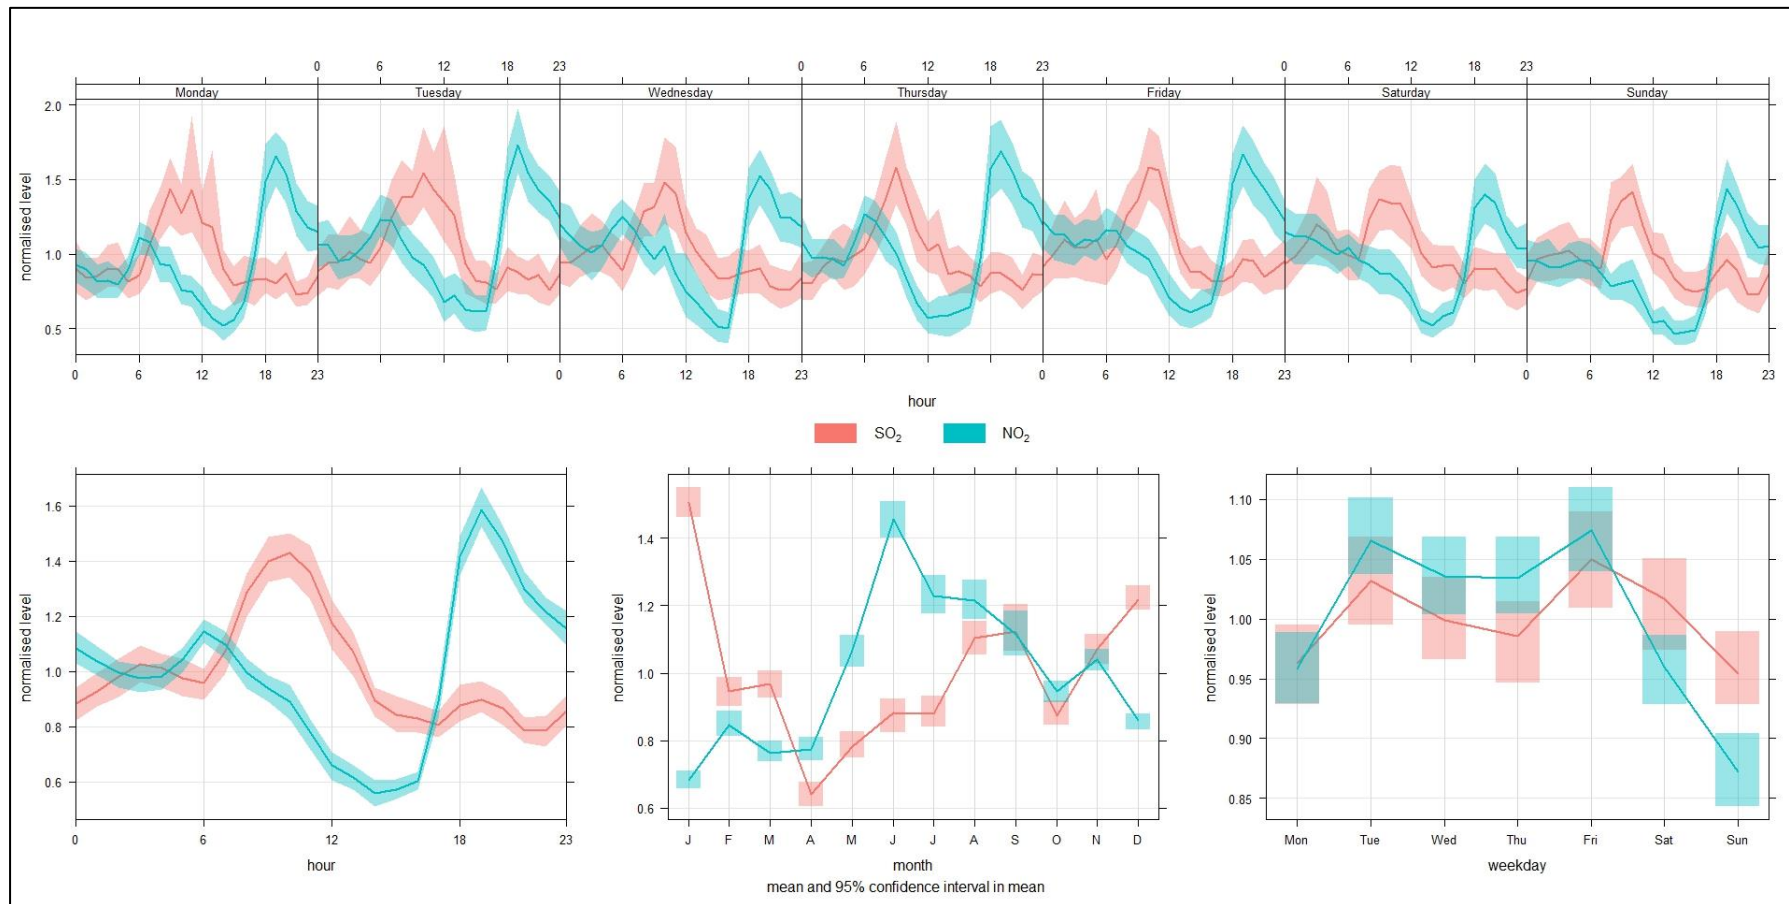 0 6 12 18 23 0 6 12 18 23 0 6 12 18 23
Monday Tuesday Wednesday Thursday Friday Saturday Sunday
2.0
1.5
1.0
0.5
normalised level
0 6 12 18 23 0 6 12 18 23 0 6 12 18 23 0 6 12 18 23
hour
SO₂ NO₂
1.6
1.4
1.2
1.0
0.8
0.6
normalised level
0 6 12 18 23
hour
1.4
1.2
1.0
0.8
0.6
normalised level
J F M A M J J A S O N D
month
mean and 95% confidence interval in mean
1.10
1.05
1.00
0.95
0.90
0.85
normalised level
Mon Tue Wed Thu Fri Sat Sun
weekday